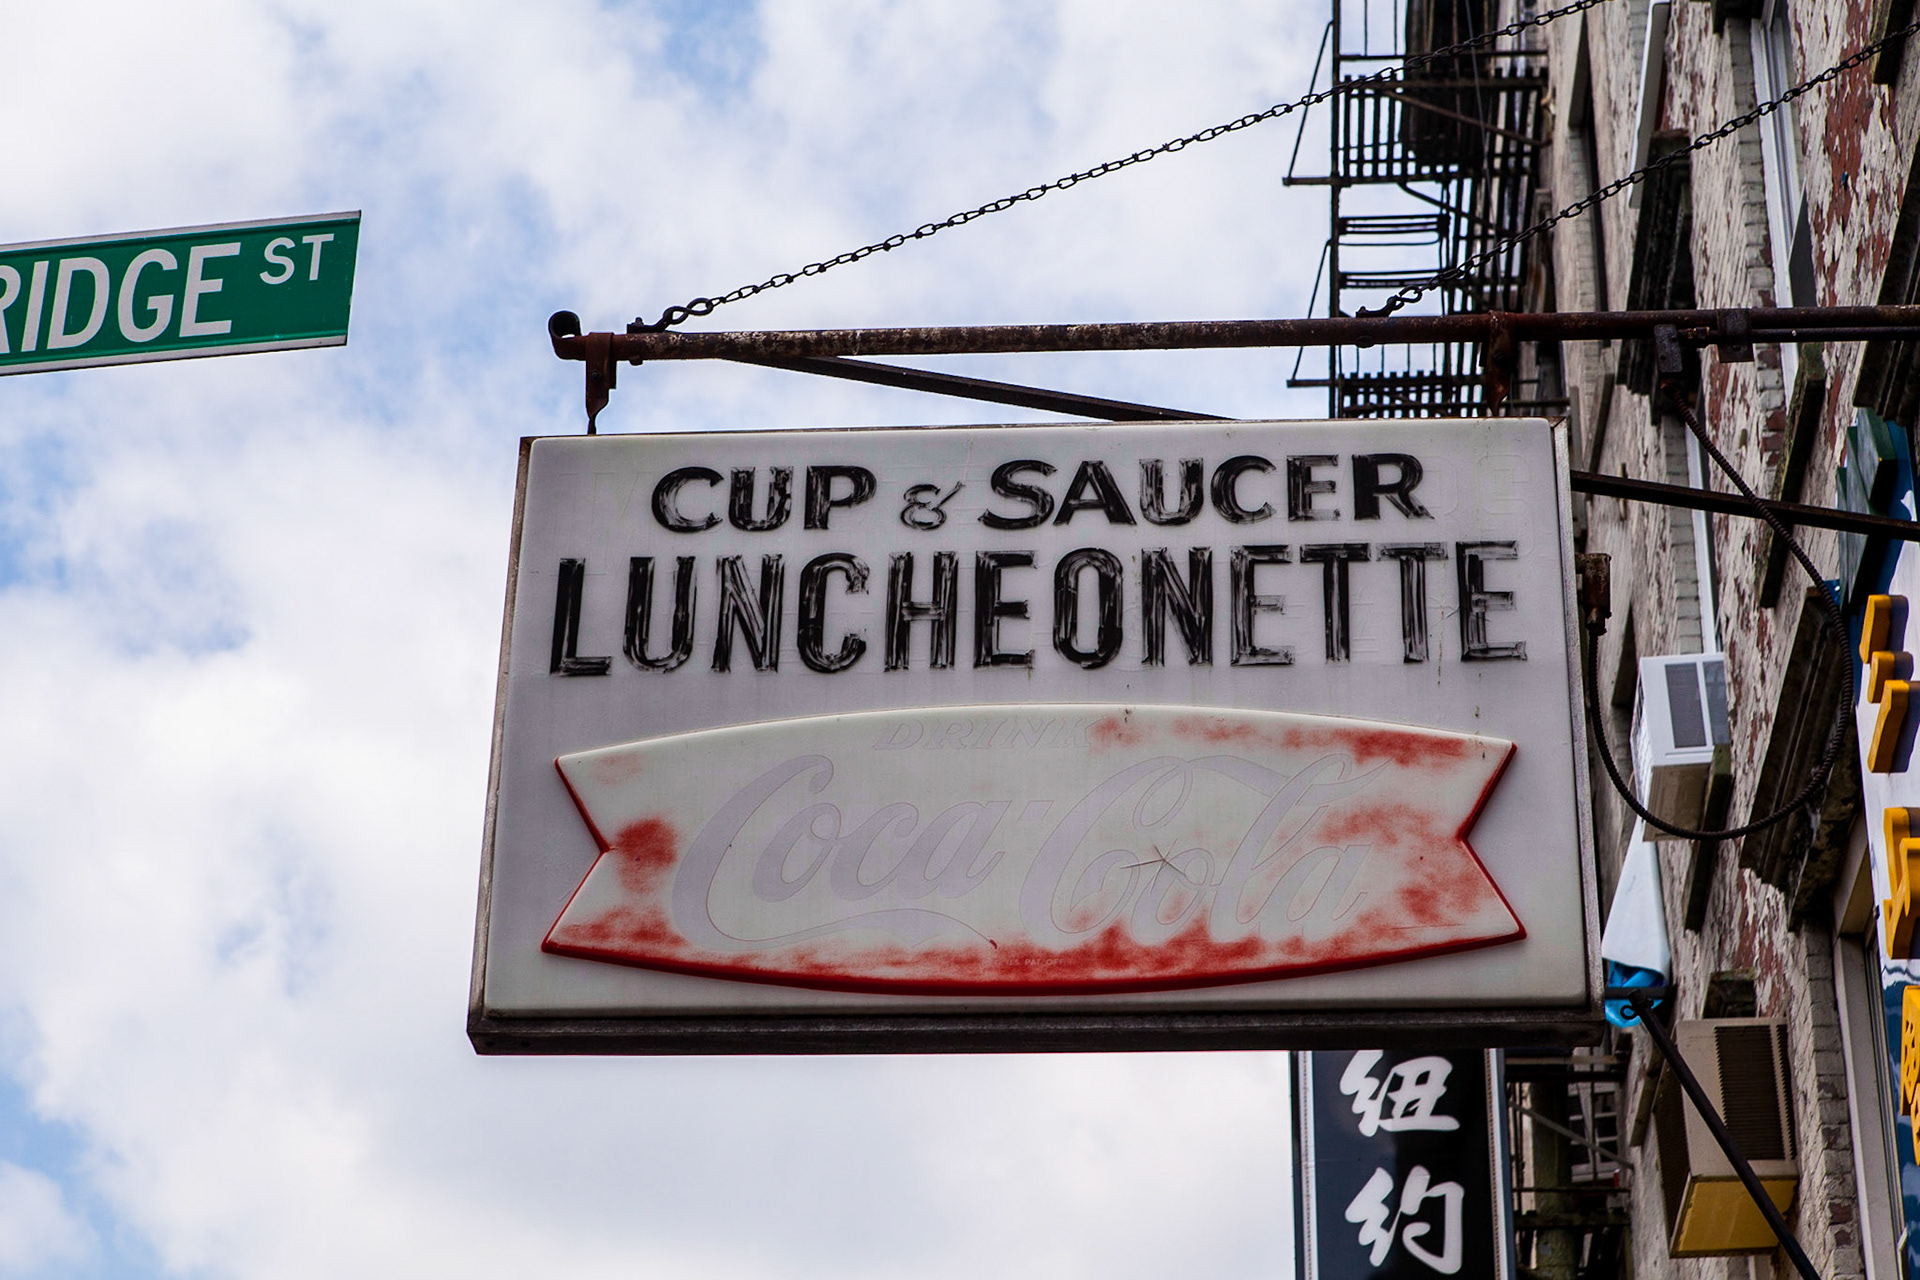 RIDGE ST
CUP & SAUCER
LUNCHEONETTE
DRINK
Coca-Cola
纽
约